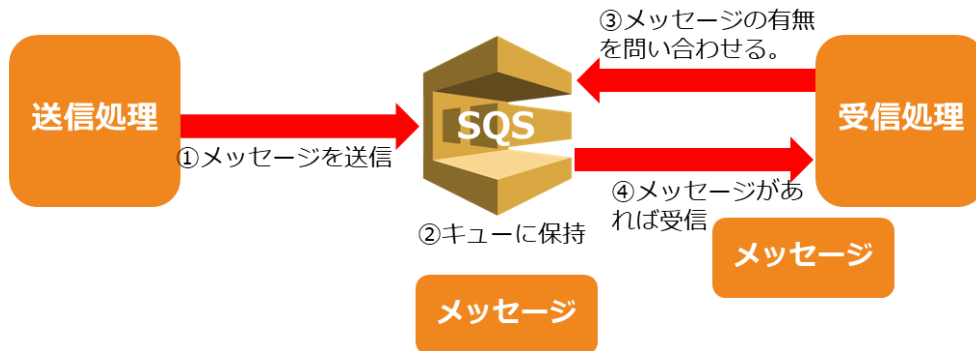 ③メッセージの有無
を問い合わせる。
送信処理
SQS
受信処理
①メッセージを送信
④メッセージがあ
れば受信
②キューに保持
メッセージ
メッセージ